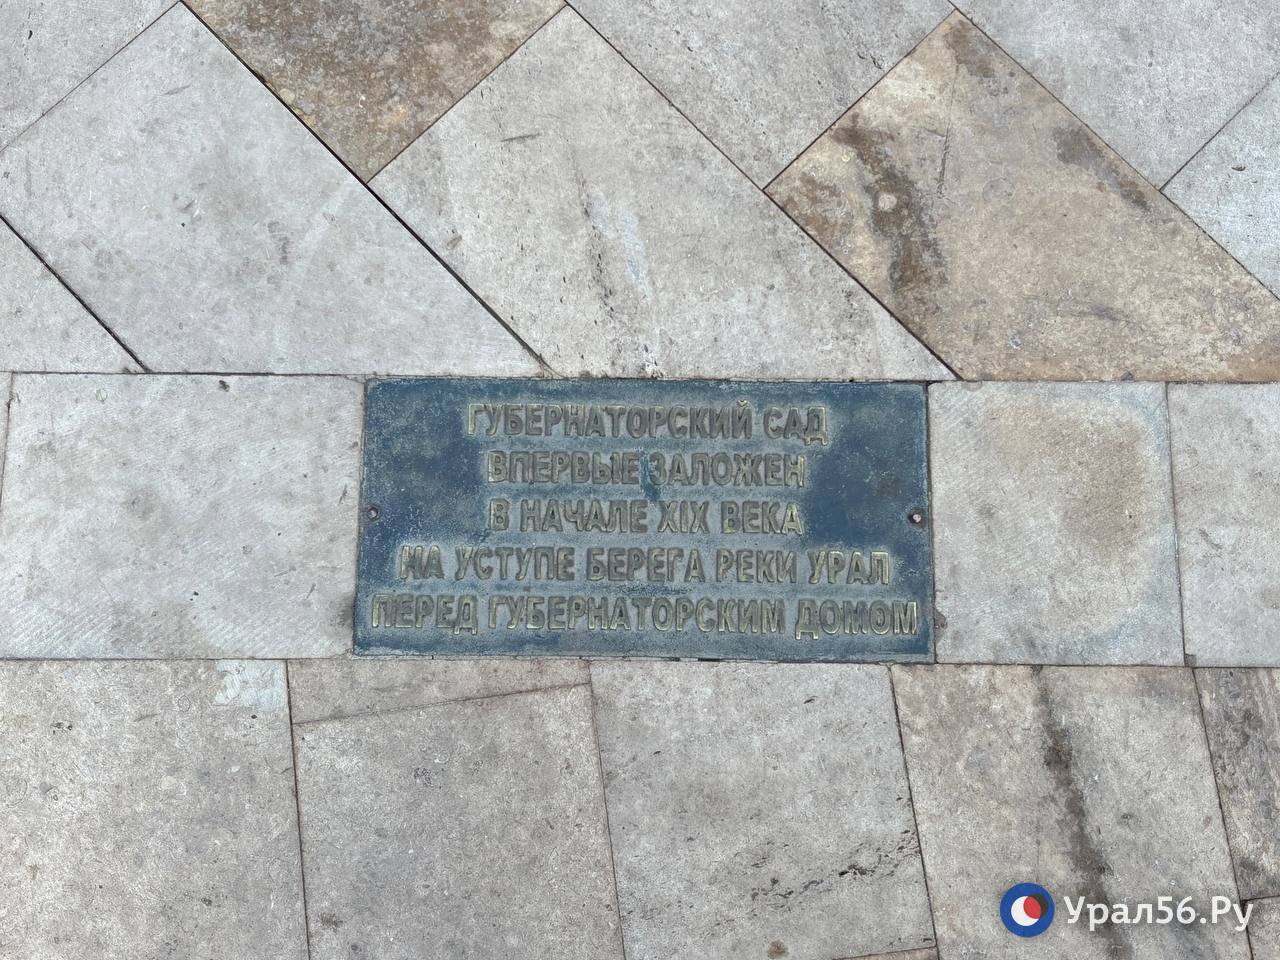 ГУБЕРНАТОРСКИЙ САД
ВПЕРВЫЕ ЗАЛОЖЕН
В НАЧАЛЕ XIX ВЕКА
НА УСТУПЕ БЕРЕГА РЕКИ УРАЛ
ПЕРЕД ГУБЕРНАТОРСКИМ ДОМОМ
Урал56.Ру